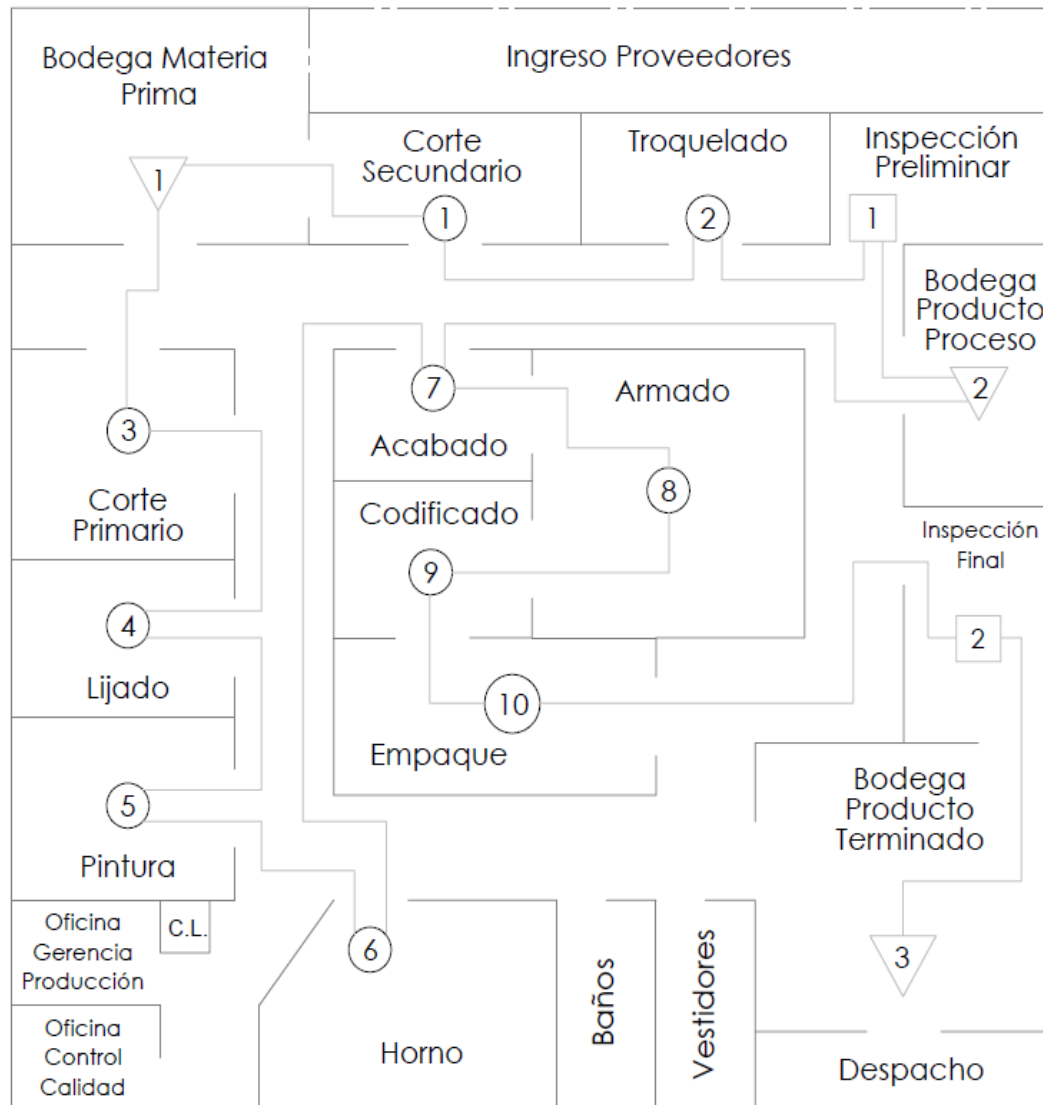 Bodega Materia
Prima
Ingreso Proveedores
Corte
Secundario
Troquelado
Inspección
Preliminar
1
1
2
1
Bodega
Producto
Proceso
2
7
Acabado
Armado
3
Corte
Primario
8
Codificado
9
Inspección
Final
4
Lijado
2
10
Empaque
5
Pintura
Bodega
Producto
Terminado
Oficina
Gerencia
Producción
C.L.
6
3
Oficina
Control
Calidad
Horno
Baños
Vestidores
Despacho